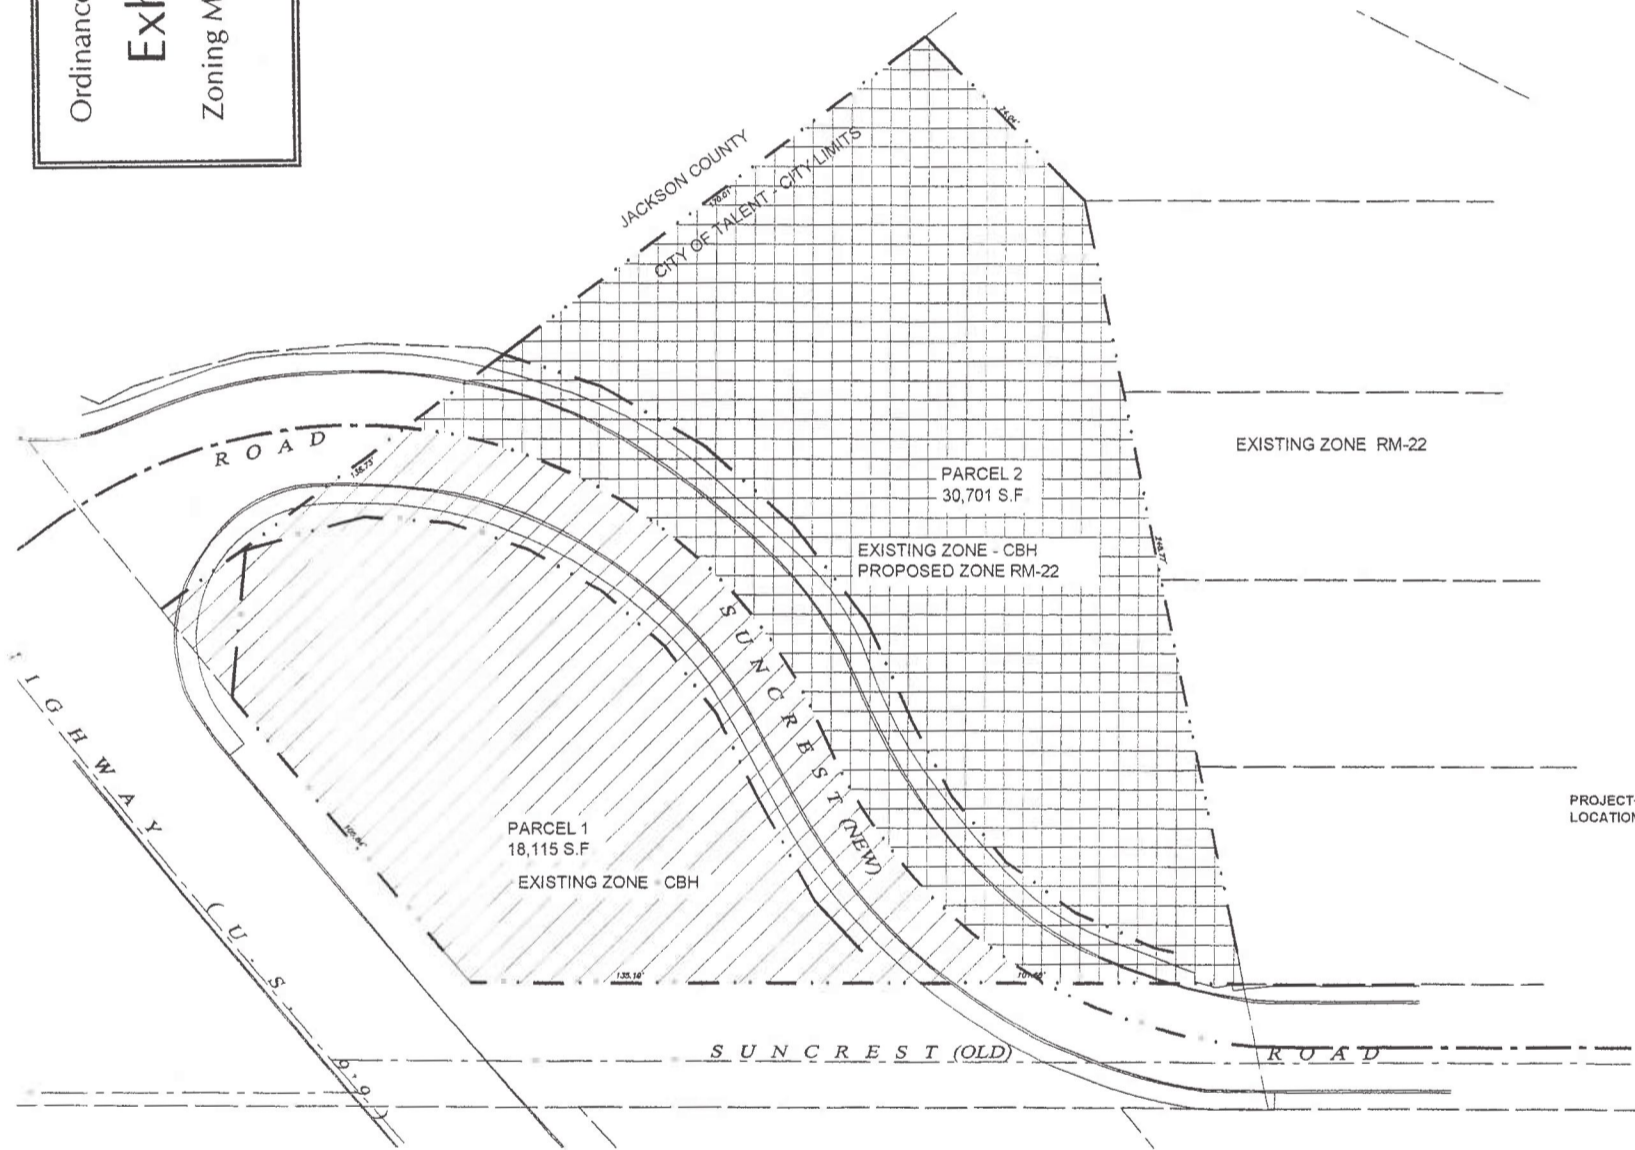 Ordinance
Exh
Zoning M
JACKSON COUNTY
CITY OF TALENT - CITY LIMITS
ROAD
EXISTING ZONE RM-22
PARCEL 2
30,701 S.F
EXISTING ZONE - CBH
PROPOSED ZONE RM-22
SUNCREST (NEW)
PROJECT
LOCATION
PARCEL 1
18,115 S.F
EXISTING ZONE - CBH
135.10'
IGHWAY (U.S. 99)
SUNCREST (OLD) ROAD